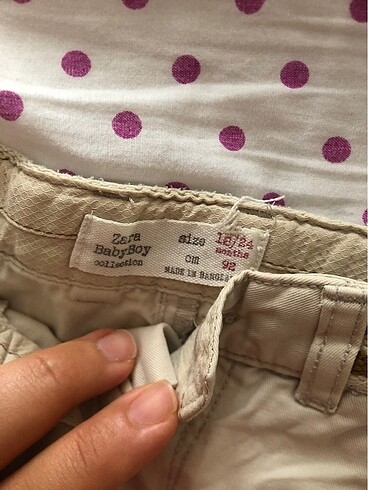 Zara
BabyBoy
collection
size 18/24
months
cm 92
MADE IN BANGL